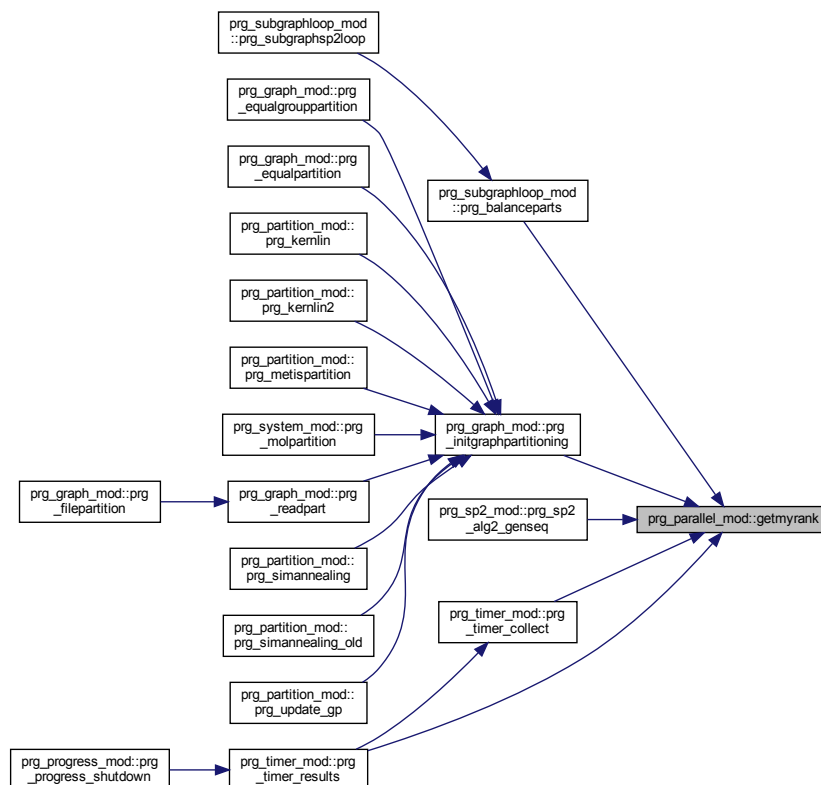 prg_subgraphloop_mod
::prg_subgraphsp2loop
prg_graph_mod::prg
_equalgrouppartition
prg_graph_mod::prg
_equalpartition
prg_subgraphloop_mod
::prg_balanceparts
prg_partition_mod::
prg_kernlin
prg_partition_mod::
prg_kernlin2
prg_partition_mod::
prg_metispartition
prg_system_mod::prg
_molpartition
prg_graph_mod::prg
_initgraphpartitioning
prg_graph_mod::prg
_filepartition
prg_graph_mod::prg
_readpart
prg_sp2_mod::prg_sp2
_alg2_genseq
prg_parallel_mod::getmyrank
prg_partition_mod::
prg_simannealing
prg_partition_mod::
prg_simannealing_old
prg_timer_mod::prg
_timer_collect
prg_partition_mod::
prg_update_gp
prg_progress_mod::prg
_progress_shutdown
prg_timer_mod::prg
_timer_results